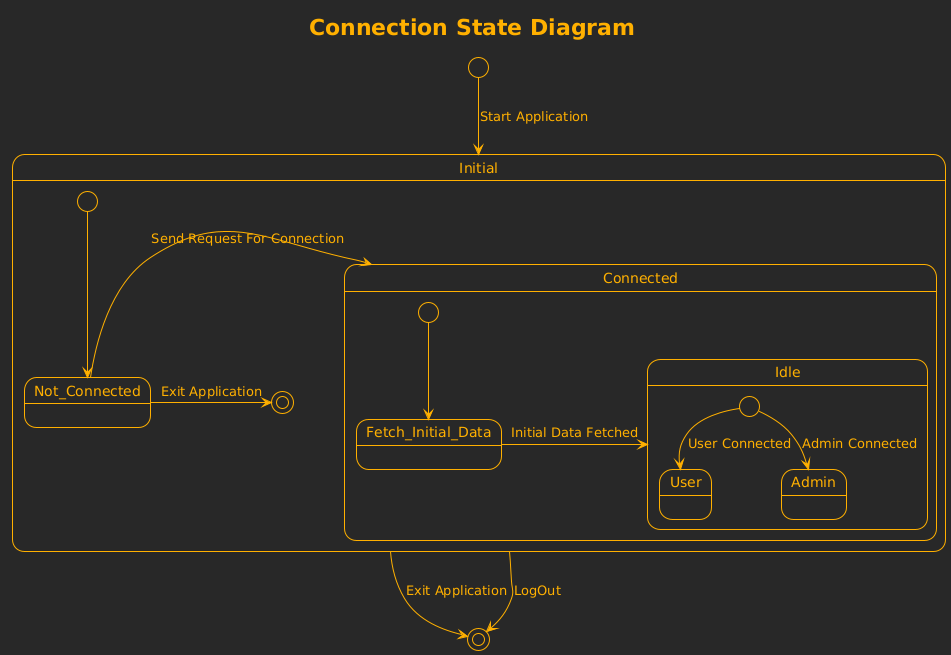 Connection State Diagram
Start Application
Initial
Send Request For Connection
Connected
Idle
Not_Connected
Exit Application
Fetch_Initial_Data
Initial Data Fetched
User Connected
Admin Connected
User
Admin
Exit Application
LogOut